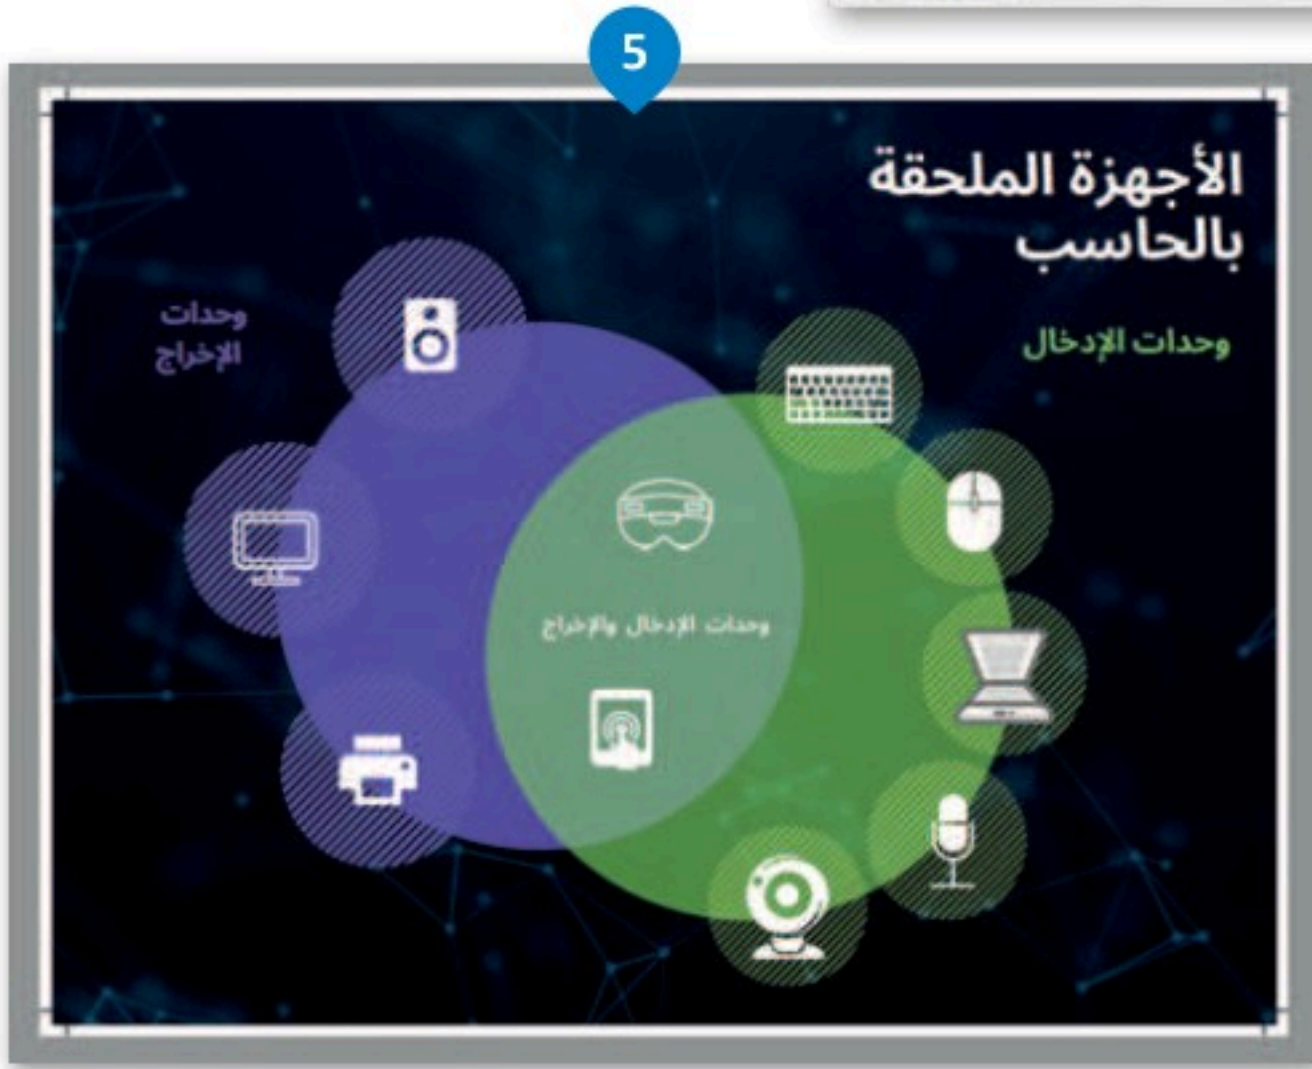 5
الأجهزة الملحقة
بالحاسب
وحدات الإدخال
وحدات
الإخراج
وحدات الإدخال والإخراج